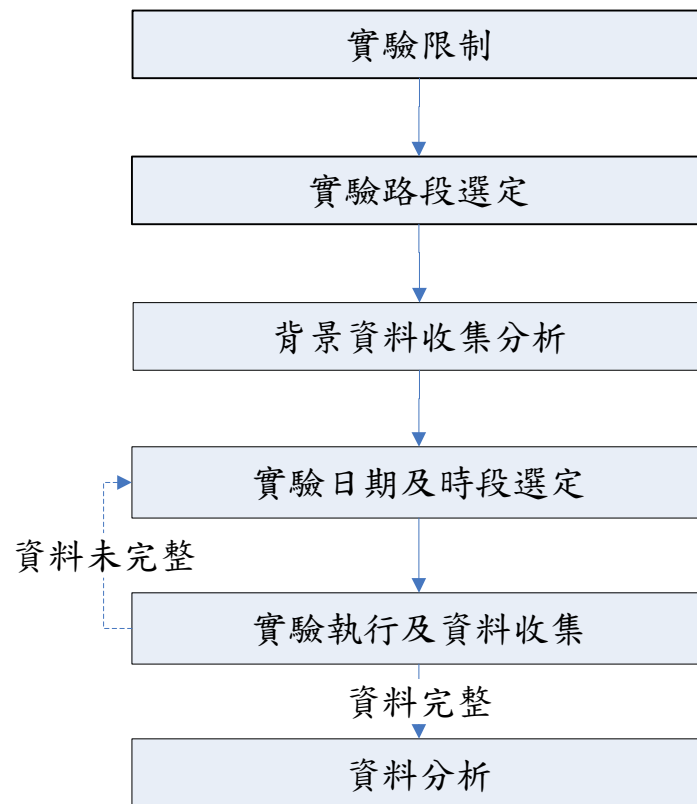 實驗限制
實驗路段選定
背景資料收集分析
實驗日期及時段選定
資料未完整
實驗執行及資料收集
資料完整
資料分析